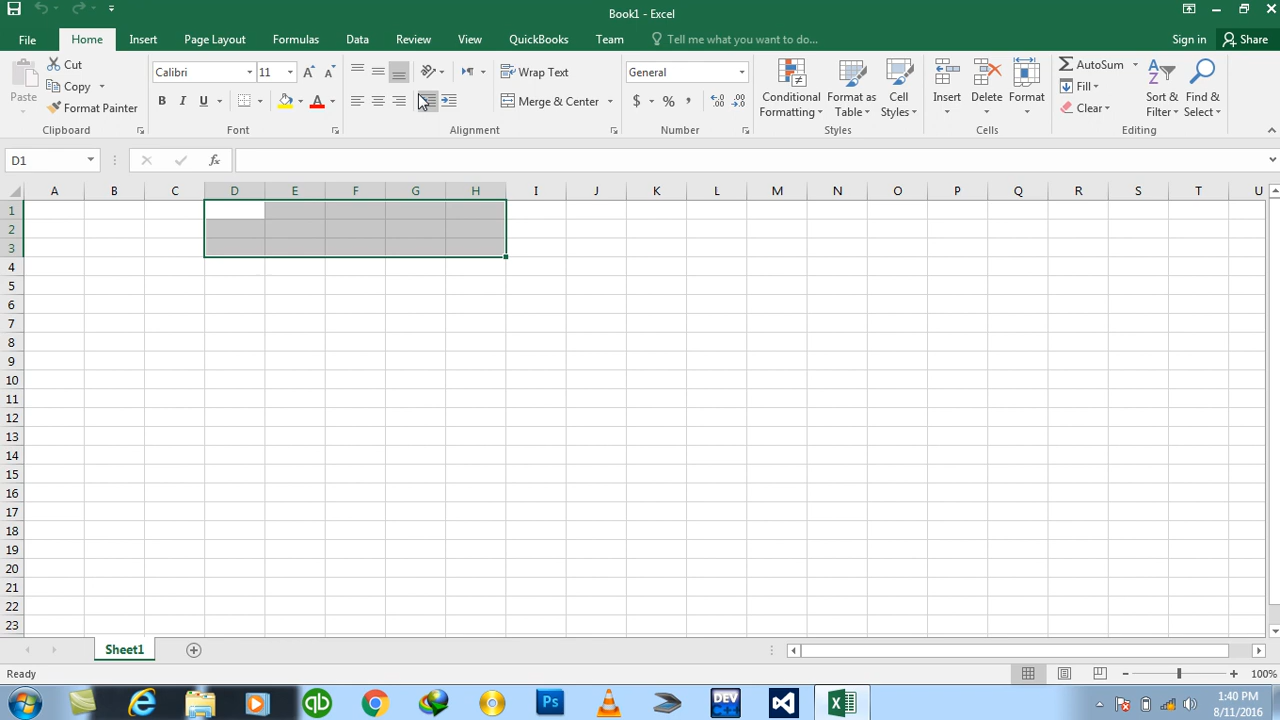 Book1 - Excel
File Home Insert Page Layout Formulas Data Review View QuickBooks Team Tell me what you want to do... Sign in Share
Paste Cut Copy Format Painter Clipboard
Calibri 11 B I U A Font
Wrap Text Merge & Center Alignment
General $ % , Number
Conditional Formatting Format as Table Cell Styles Styles
Insert Delete Format Cells
AutoSum Fill Clear Sort & Filter Find & Select Editing
D1 fx
A B C D E F G H I J K L M N O P Q R S T U
1
2
3
4
5
6
7
8
9
10
11
12
13
14
15
16
17
18
19
20
21
22
23
Sheet1
Ready 100%
Ps DEV 1:40 PM
8/11/2016